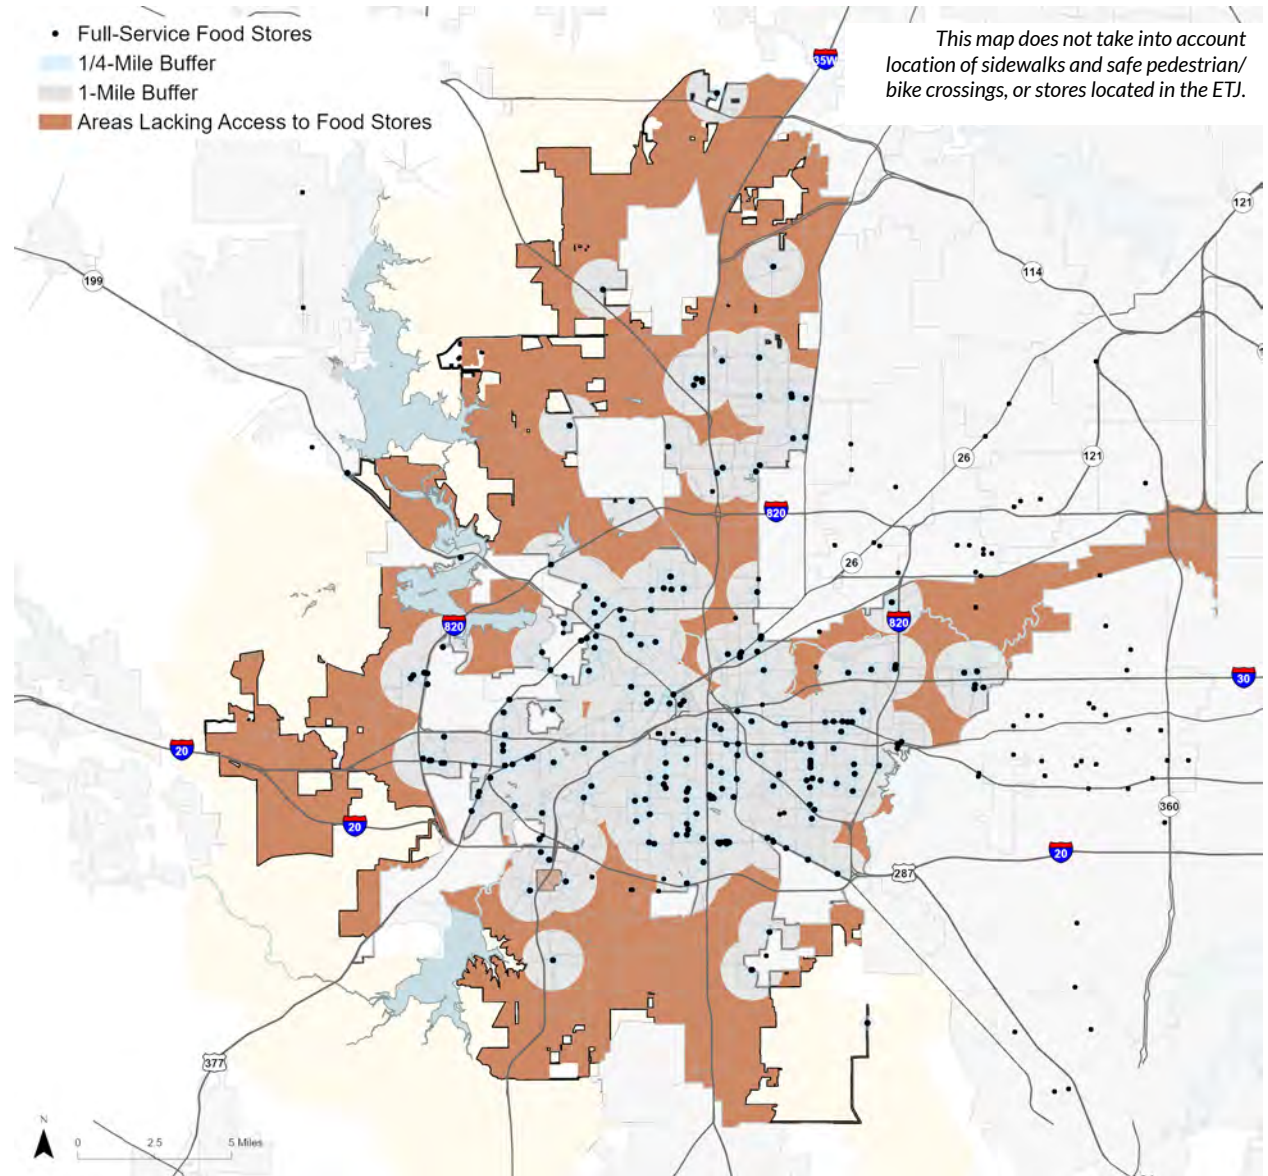 Full-Service Food Stores
1/4-Mile Buffer
1-Mile Buffer
Areas Lacking Access to Food Stores
This map does not take into account
location of sidewalks and safe pedestrian/
bike crossings, or stores located in the ETJ.
35W
121
114
199
26
121
820
26
820
820
30
20
20
360
20
287
377
N
0 2.5 5 Miles